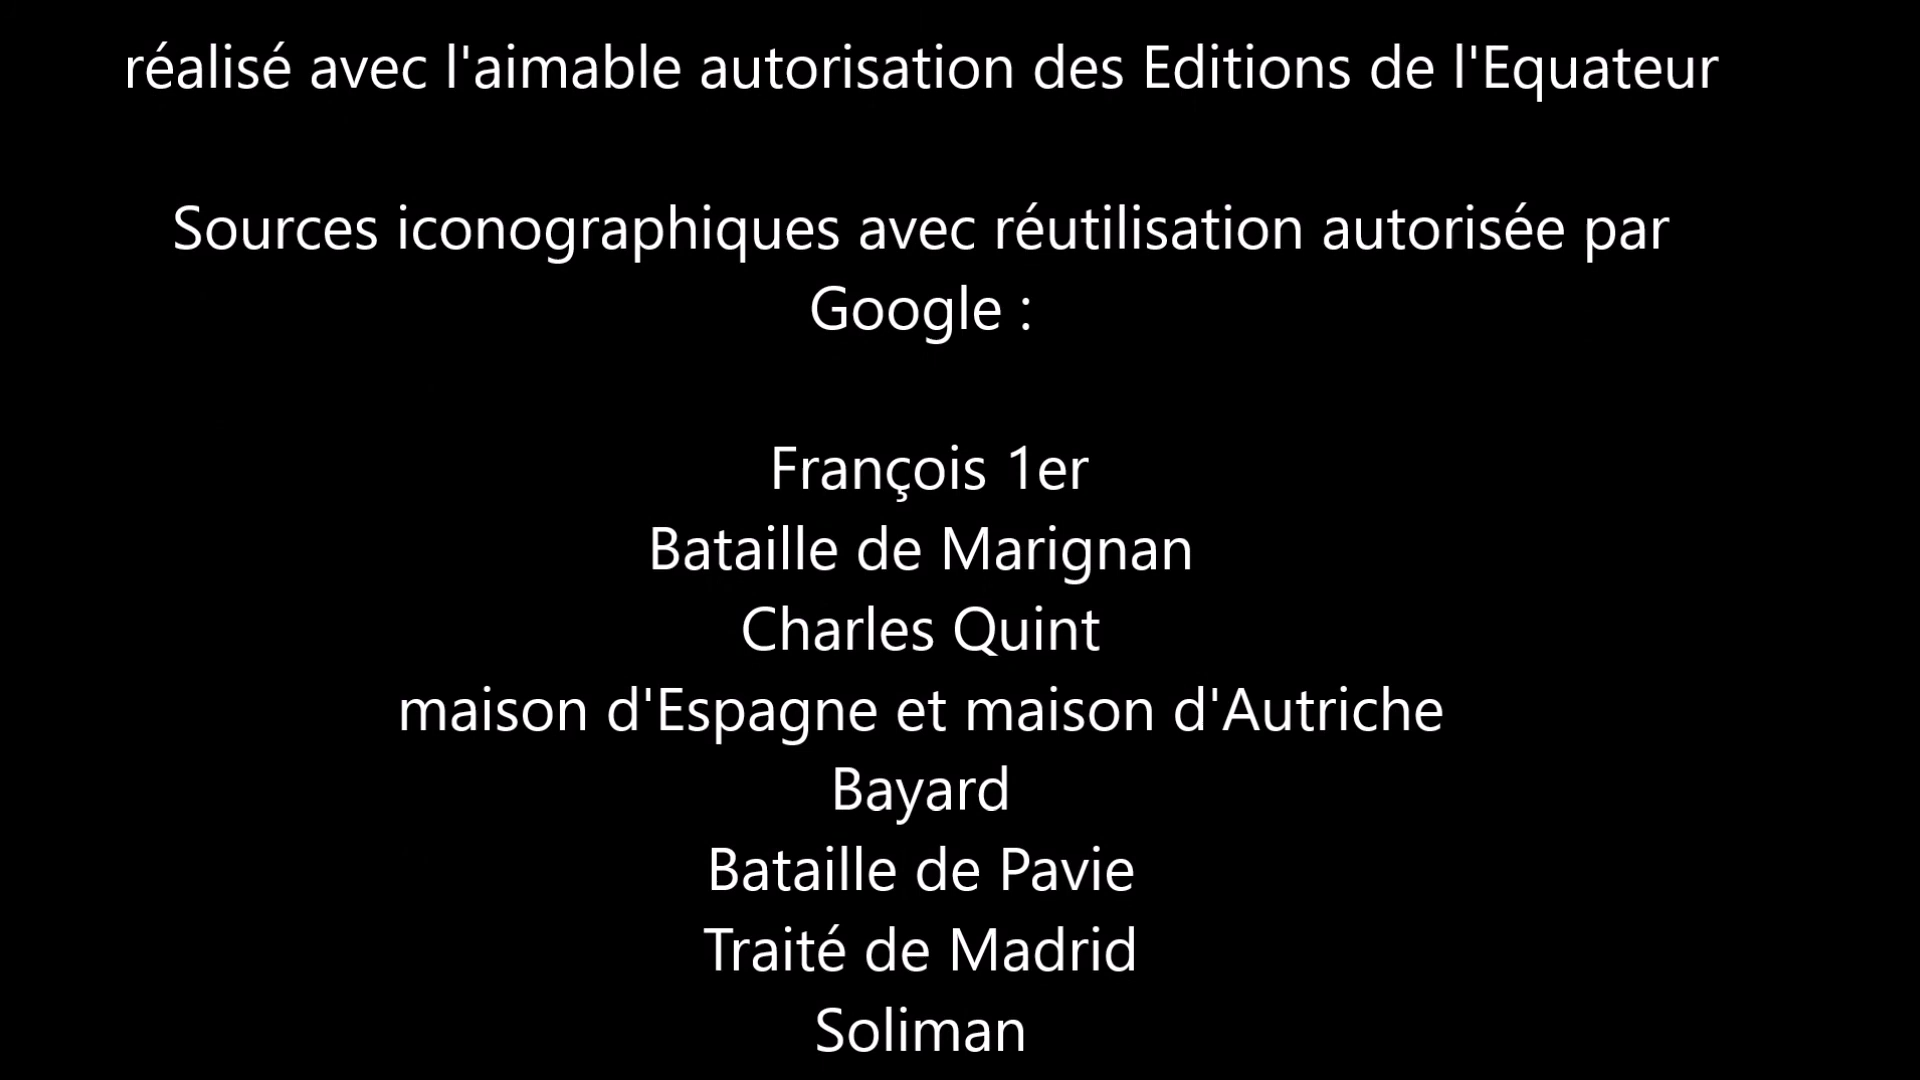 réalisé avec l'aimable autorisation des Editions de l'Equateur
Sources iconographiques avec réutilisation autorisée par
Google :
François 1er
Bataille de Marignan
Charles Quint
maison d'Espagne et maison d'Autriche
Bayard
Bataille de Pavie
Traité de Madrid
Soliman